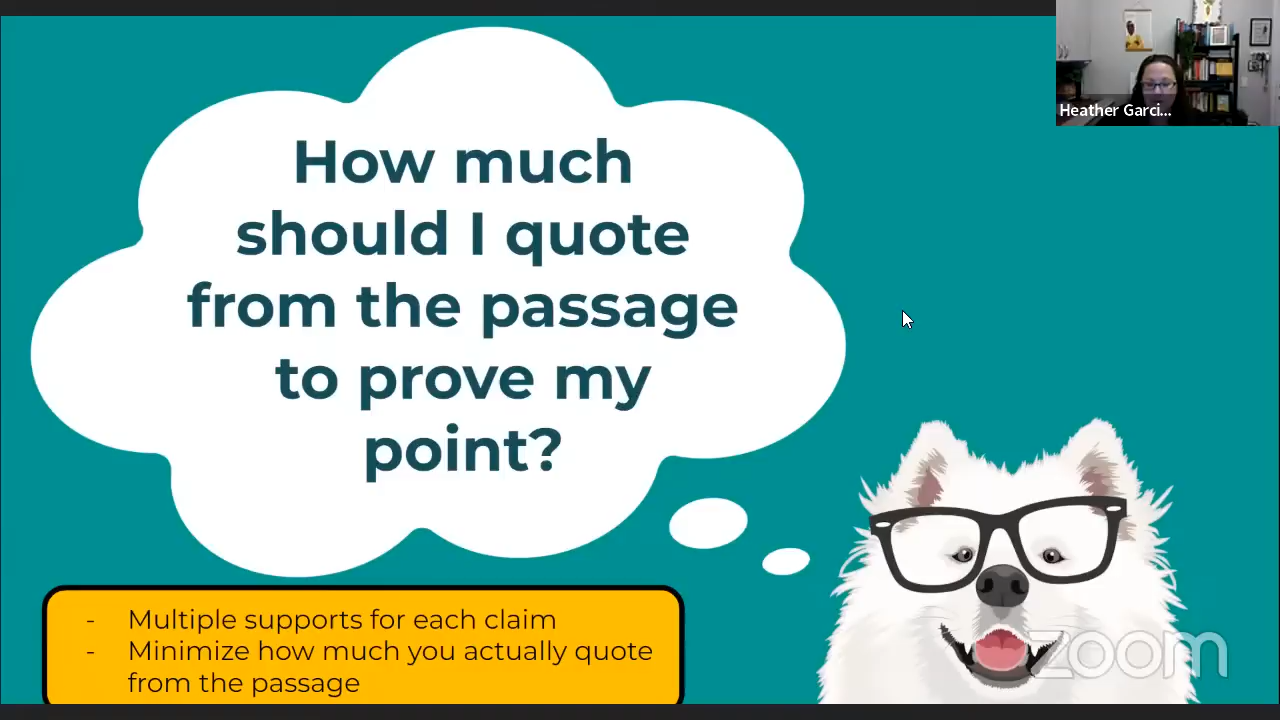 How much
should I quote
from the passage
to prove my
point?
- Multiple supports for each claim
- Minimize how much you actually quote
from the passage
Heather Garci...
zoom